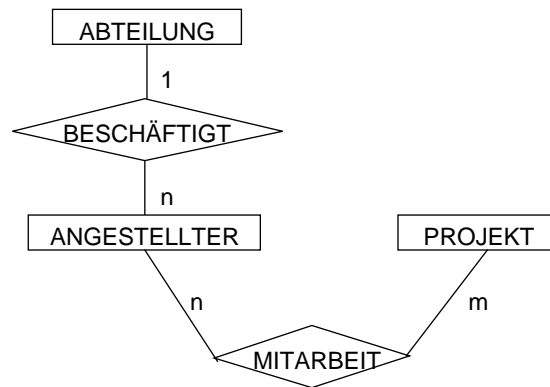 ABTEILUNG
1
BESCHÄFTIGT
n
ANGESTELLTER
PROJEKT
n
m
MITARBEIT